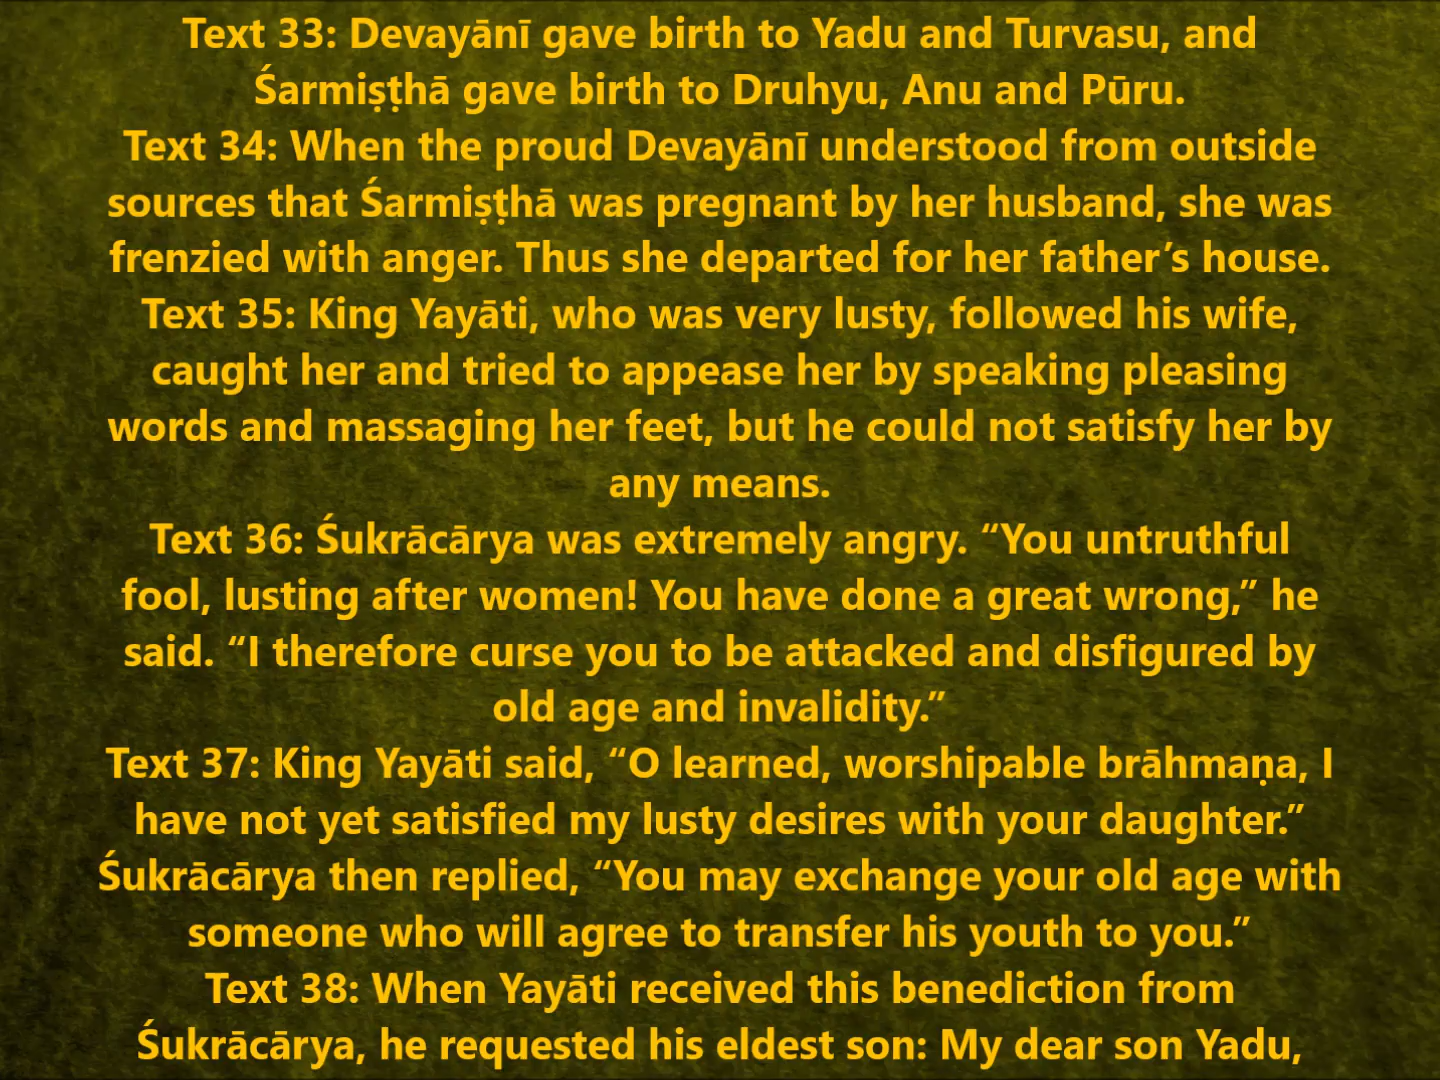 Text 33: Devayānī gave birth to Yadu and Turvasu, and
Śarmiṣṭhā gave birth to Druhyu, Anu and Pūru.
Text 34: When the proud Devayānī understood from outside
sources that Śarmiṣṭhā was pregnant by her husband, she was
frenzied with anger. Thus she departed for her father’s house.
Text 35: King Yayāti, who was very lusty, followed his wife,
caught her and tried to appease her by speaking pleasing
words and massaging her feet, but he could not satisfy her by
any means.
Text 36: Śukrācārya was extremely angry. “You untruthful
fool, lusting after women! You have done a great wrong,” he
said. “I therefore curse you to be attacked and disfigured by
old age and invalidity.”
Text 37: King Yayāti said, “O learned, worshipable brāhmaṇa, I
have not yet satisfied my lusty desires with your daughter.”
Śukrācārya then replied, “You may exchange your old age with
someone who will agree to transfer his youth to you.”
Text 38: When Yayāti received this benediction from
Śukrācārya, he requested his eldest son: My dear son Yadu,